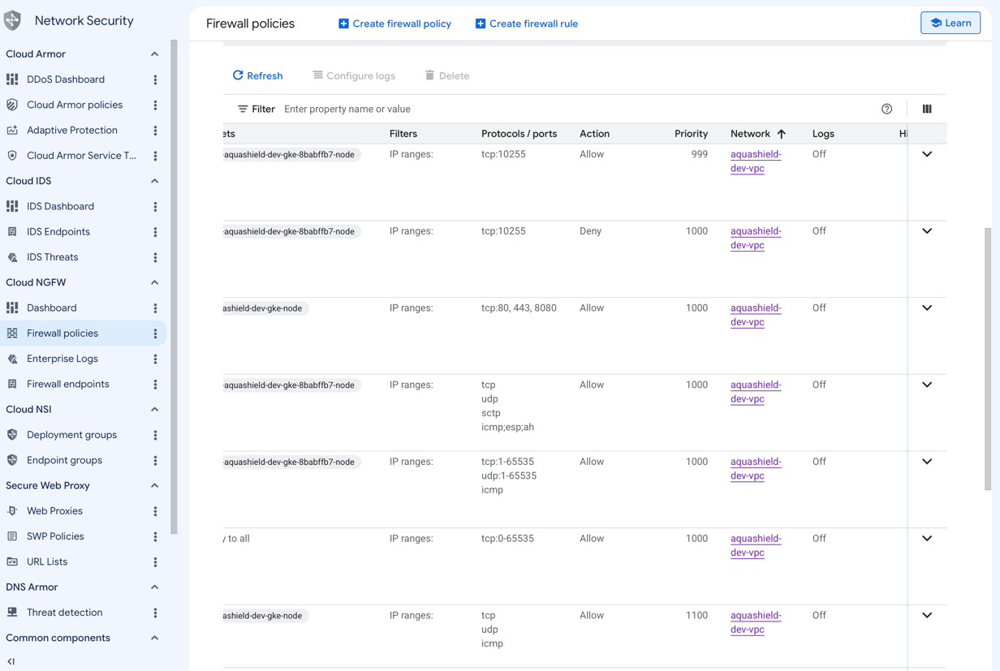 Network Security
Cloud Armor
DDoS Dashboard
Cloud Armor policies
Adaptive Protection
Cloud Armor Service T...
Cloud IDS
IDS Dashboard
IDS Endpoints
IDS Threats
Cloud NGFW
Dashboard
Firewall policies
Enterprise Logs
Firewall endpoints
Cloud NSI
Deployment groups
Endpoint groups
Secure Web Proxy
Web Proxies
SWP Policies
URL Lists
DNS Armor
Threat detection
Common components
Firewall policies Create firewall policy Create firewall rule Learn
Refresh Configure logs Delete
Filter Enter property name or value
ets Filters Protocols / ports Action Priority Network Logs Hi
aquashield-dev-gke-8babffb7-node IP ranges: tcp:10255 Allow 999 aquashield- Off
dev-vpc
-aquashield-dev-gke-8babffb7-node IP ranges: tcp:10255 Deny 1000 aquashield- Off
dev-vpc
ashield-dev-gke-node IP ranges: tcp:80, 443, 8080 Allow 1000 aquashield- Off
dev-vpc
-aquashield-dev-gke-8babffb7-node IP ranges: tcp Allow 1000 aquashield- Off
udp dev-vpc
sctp
icmp;esp;ah
-aquashield-dev-gke-8babffb7-node IP ranges: tcp:1-65535 Allow 1000 aquashield- Off
udp:1-65535 dev-vpc
icmp
y to all IP ranges: tcp:0-65535 Allow 1000 aquashield- Off
dev-vpc
ashield-dev-gke-node IP ranges: tcp Allow 1100 aquashield- Off
udp dev-vpc
icmp